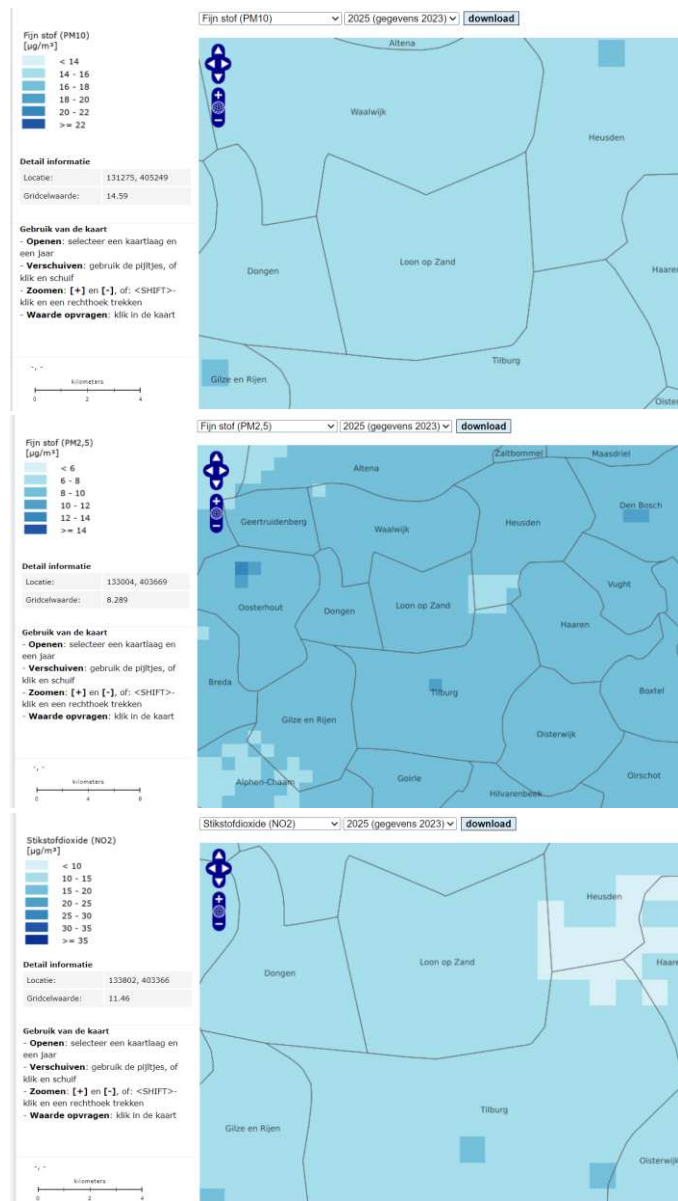 Fijn stof (PM10) 2025 (gegevens 2023) download
Fijn stof (PM10)
[µg/m³]
< 14
14 - 16
16 - 18
18 - 20
20 - 22
>= 22
Detail informatie
Locatie: 131275, 405249
Gridcelwaarde: 14.59
Gebruik van de kaart
- Openen: selecteer een kaartlaag en
een jaar
- Verschuiven: gebruik de pijltjes, of
klik en schuif
- Zoomen: [+] en [-], of: <SHIFT>-
klik en een rechthoek trekken
- Waarde opvragen: klik in de kaart
-, -
kilometers
0 2 4
Altena
Waalwijk
Heusden
Dongen
Loon op Zand
Haaren
Tilburg
Gilze en Rijen
Oister
Fijn stof (PM2,5) 2025 (gegevens 2023) download
Fijn stof (PM2,5)
[µg/m³]
< 6
6 - 8
8 - 10
10 - 12
12 - 14
>= 14
Detail informatie
Locatie: 133004, 403669
Gridcelwaarde: 8.289
Gebruik van de kaart
- Openen: selecteer een kaartlaag en
een jaar
- Verschuiven: gebruik de pijltjes, of
klik en schuif
- Zoomen: [+] en [-], of: <SHIFT>-
klik en een rechthoek trekken
- Waarde opvragen: klik in de kaart
-, -
kilometers
0 4 8
Zaltbommel Maasdriel
Altena
Den Bosch
Geertruidenberg
Waalwijk
Heusden
Vught
Oosterhout
Dongen
Loon op Zand
Haaren
Breda
Tilburg
Boxtel
Gilze en Rijen
Oisterwijk
Alphen-Chaam
Goirle
Oirschot
Hilvarenbeek
Stikstofdioxide (NO2) 2025 (gegevens 2023) download
Stikstofdioxide (NO2)
[µg/m³]
< 10
10 - 15
15 - 20
20 - 25
25 - 30
30 - 35
>= 35
Detail informatie
Locatie: 133802, 403366
Gridcelwaarde: 11.46
Gebruik van de kaart
- Openen: selecteer een kaartlaag en
een jaar
- Verschuiven: gebruik de pijltjes, of
klik en schuif
- Zoomen: [+] en [-], of: <SHIFT>-
klik en een rechthoek trekken
- Waarde opvragen: klik in de kaart
-, -
kilometers
0 2 4
Heusden
Dongen
Loon op Zand
Haare
Tilburg
Gilze en Rijen
Oisterwijk